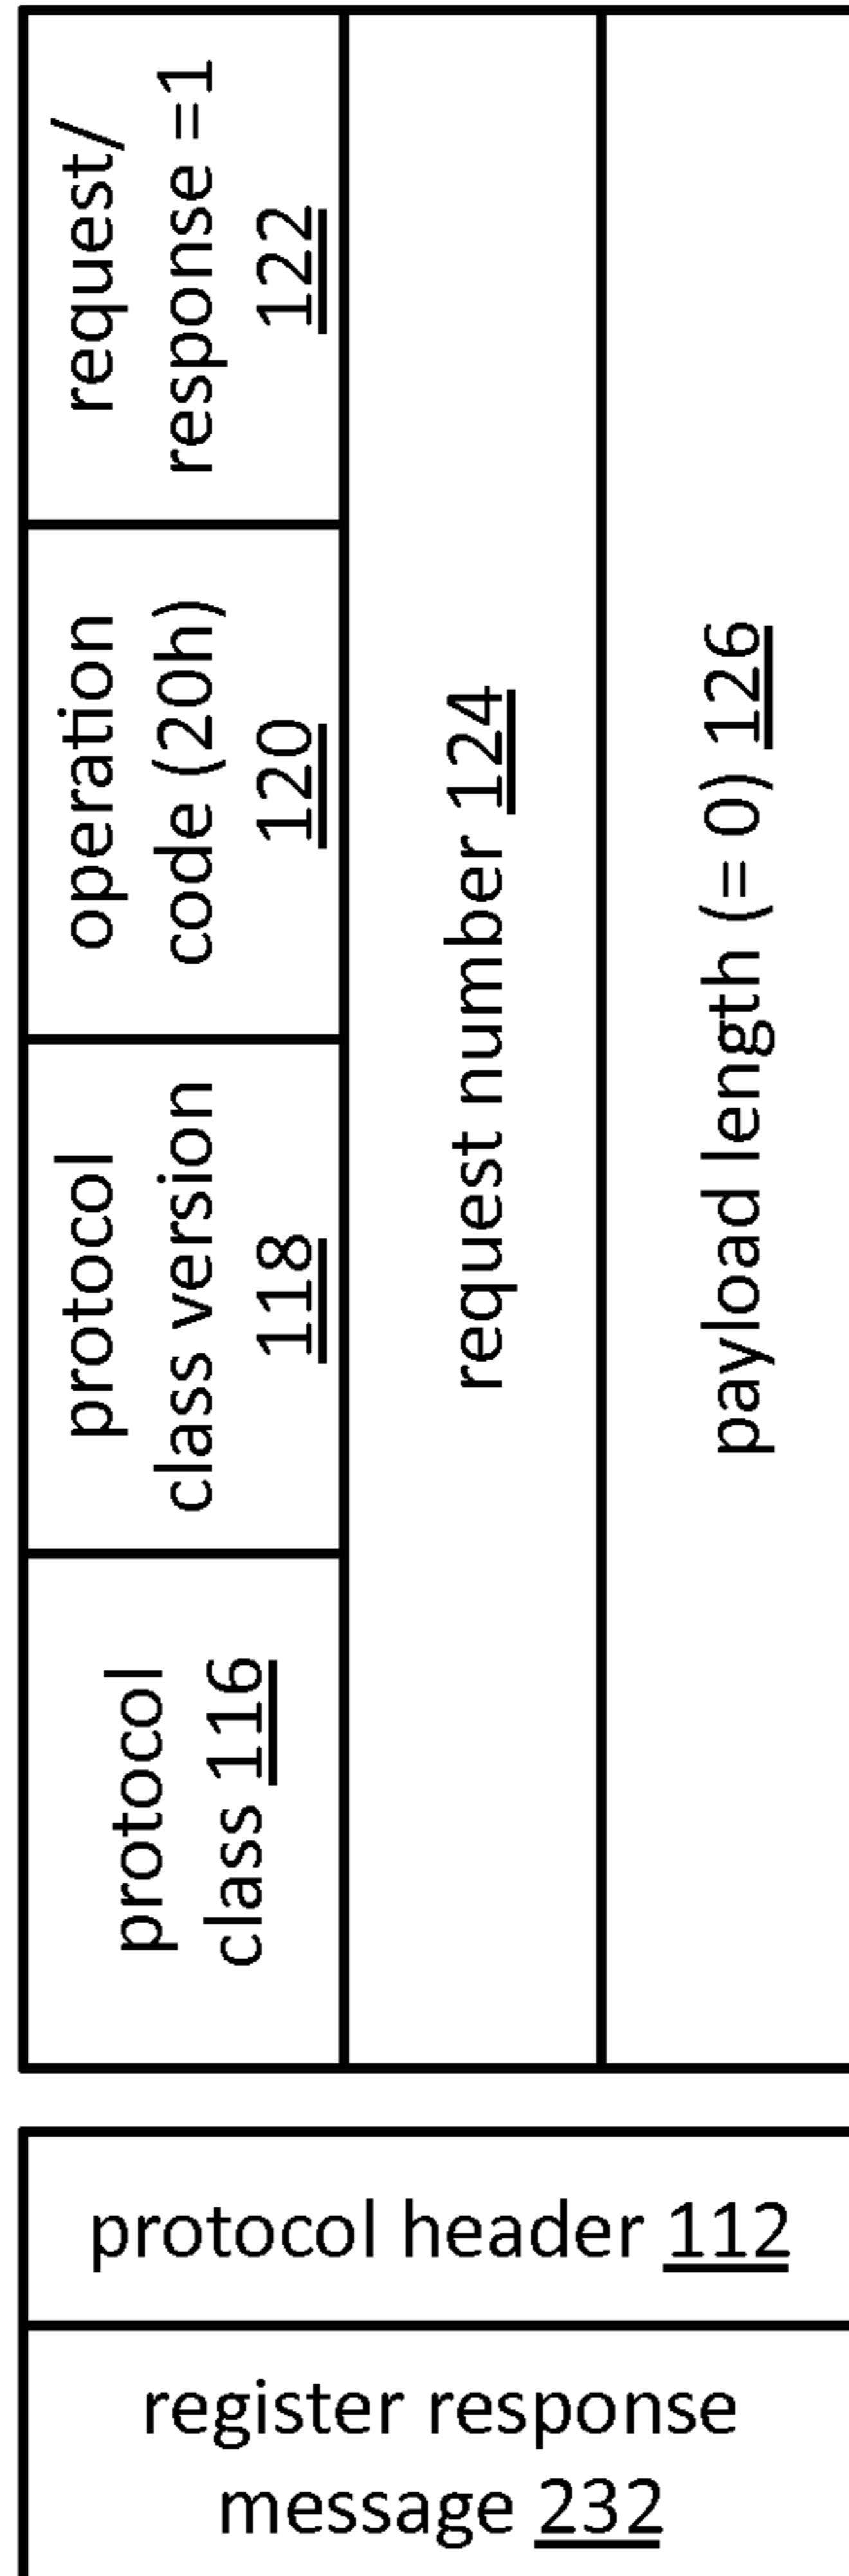 register response
message 232
protocol header 112
protocol
class 116
protocol
class version
118
operation
code (20h)
120
request/
response =1
122
request number 124
payload length (= 0) 126